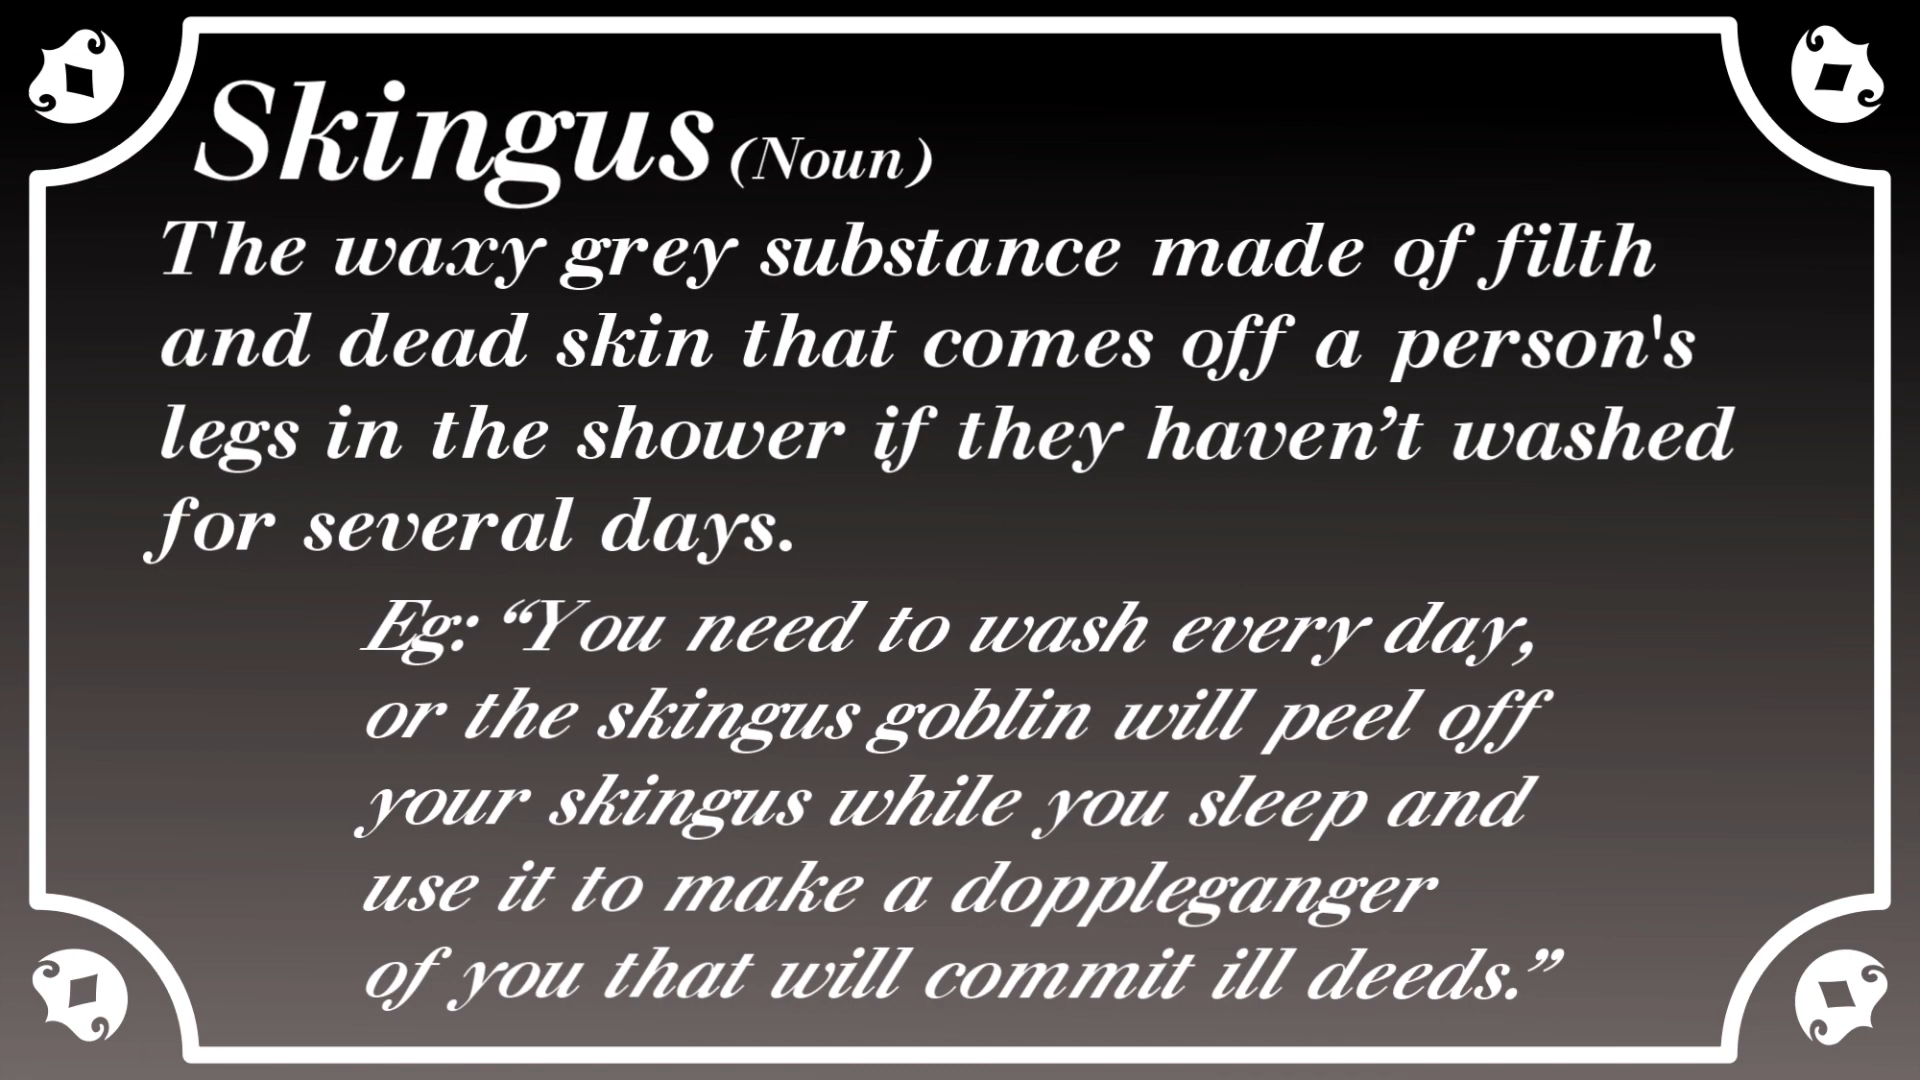 Skingus (Noun)
The waxy grey substance made of filth
and dead skin that comes off a person's
legs in the shower if they haven’t washed
for several days.
Eg: “You need to wash every day,
or the skingus goblin will peel off
your skingus while you sleep and
use it to make a doppleganger
of you that will commit ill deeds.”